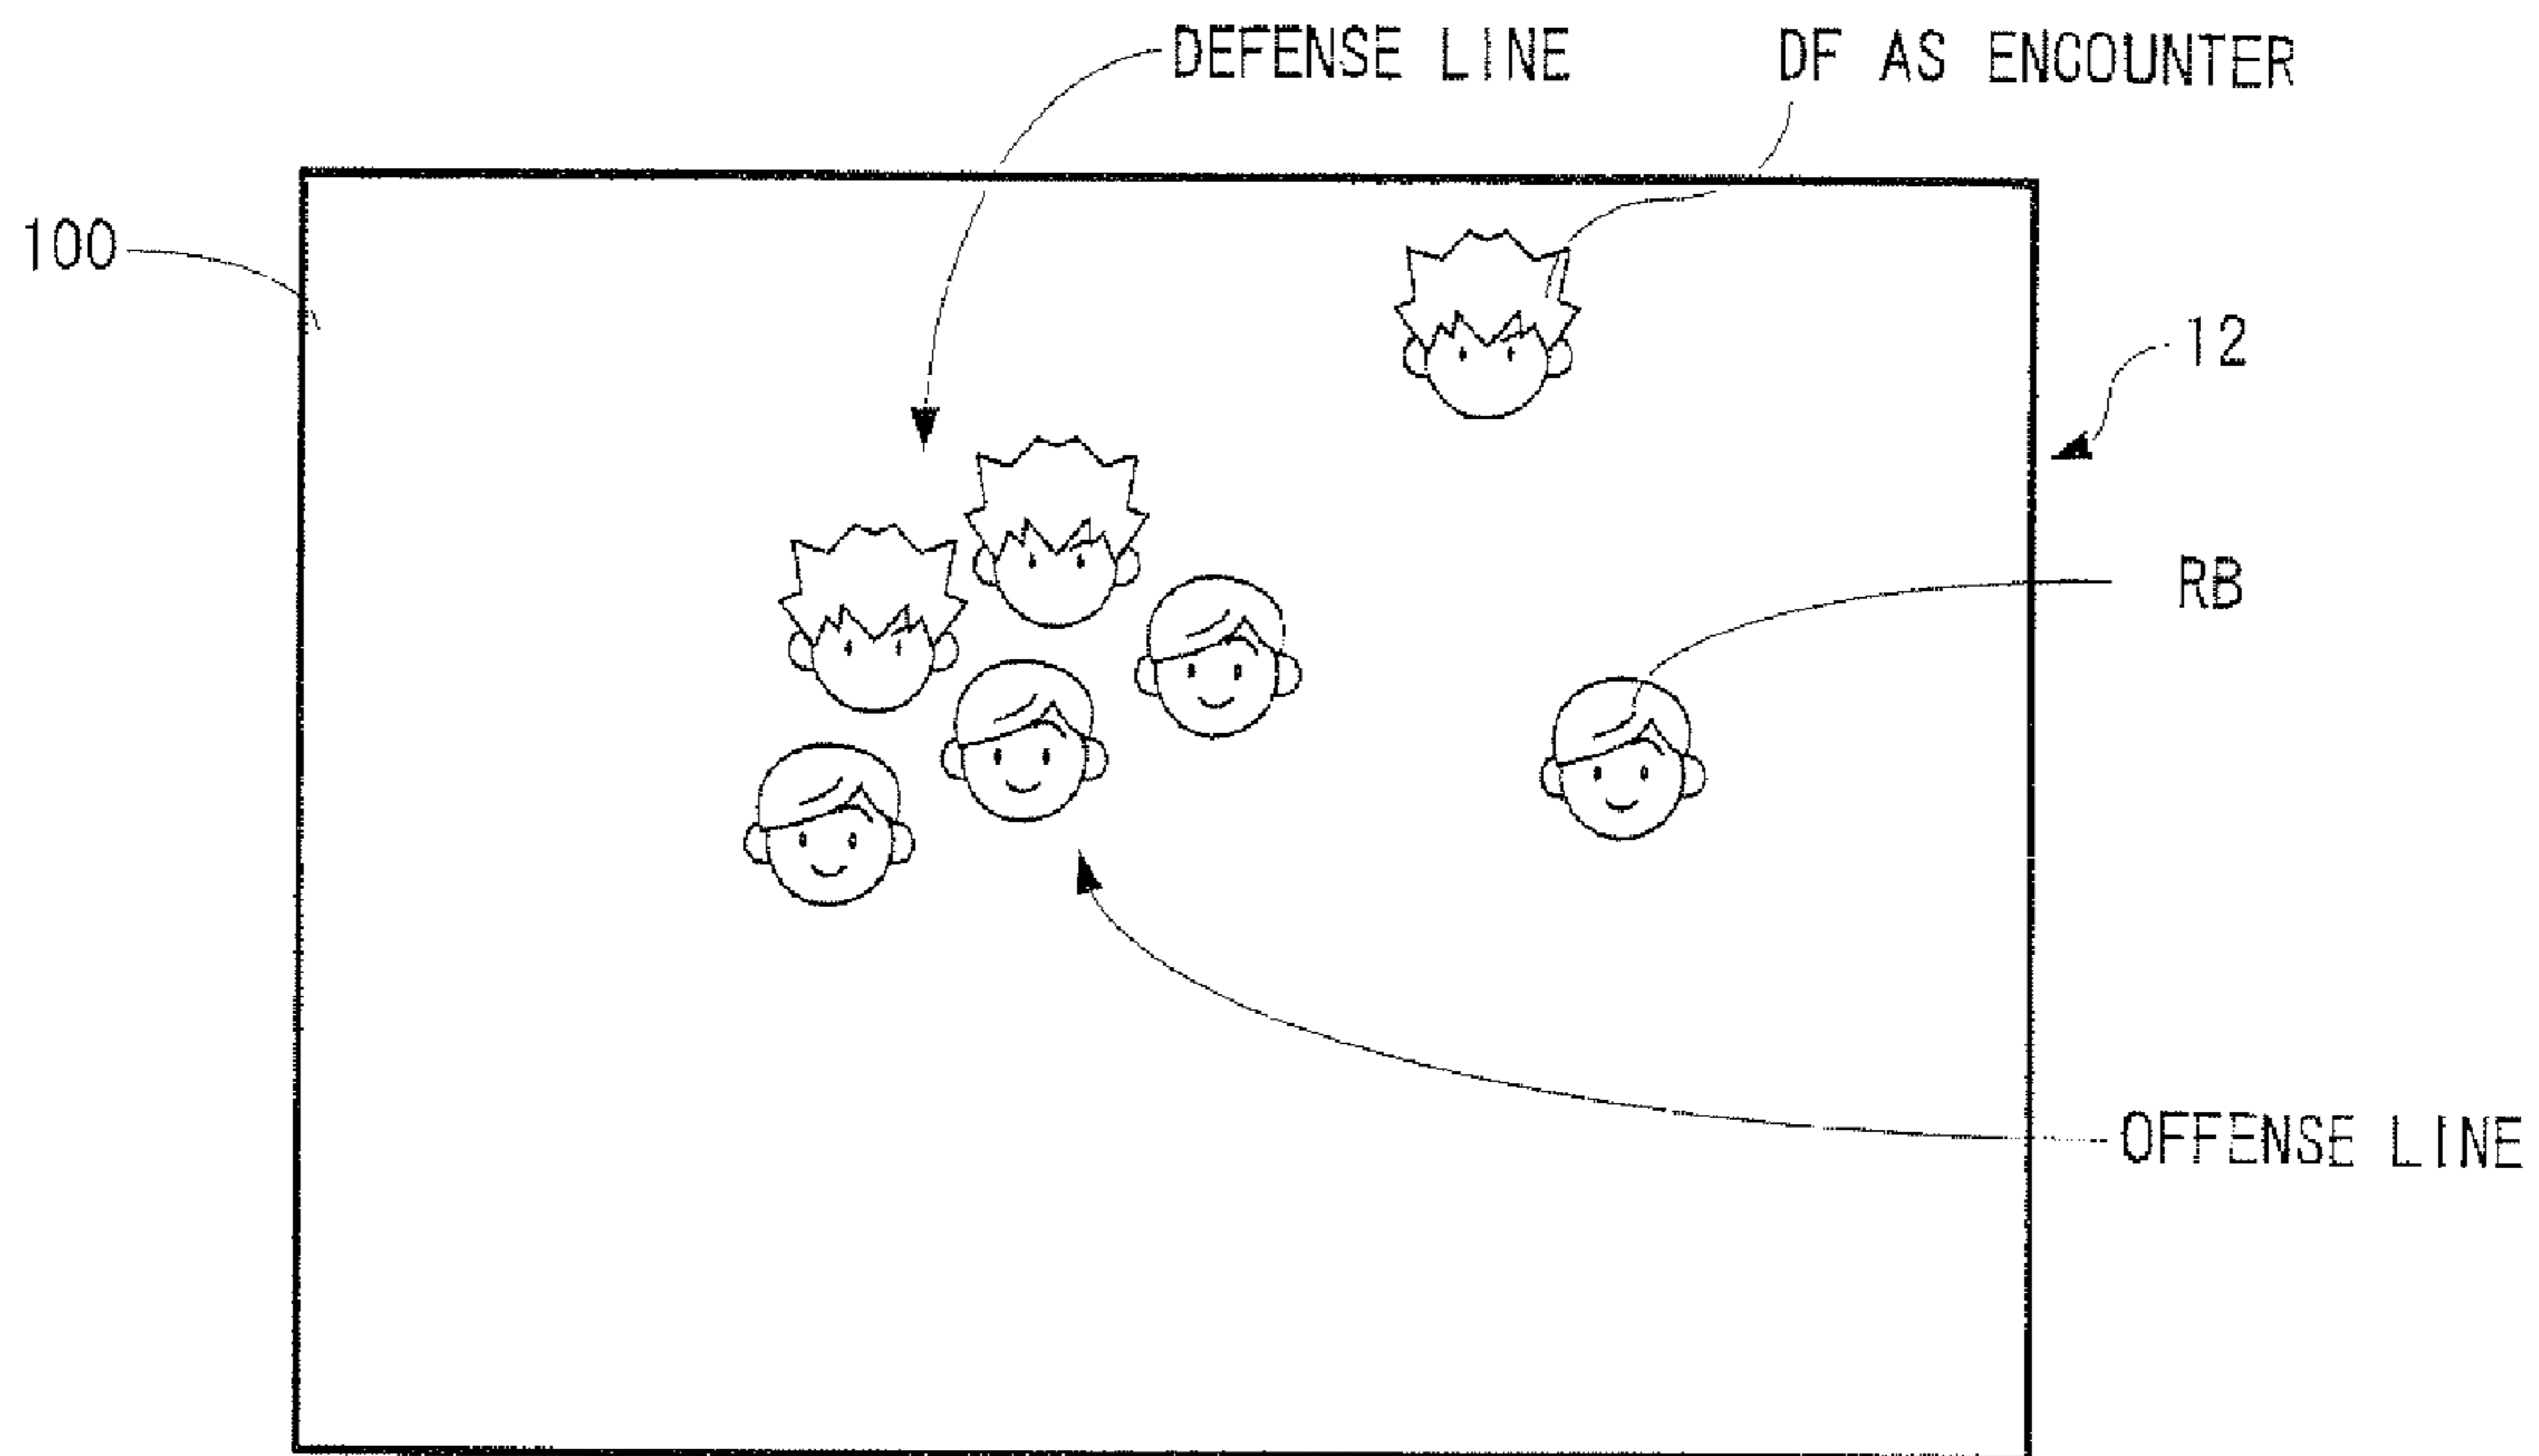 DEFENSE LINE
DF AS ENCOUNTER
100
12
RB
OFFENSE LINE